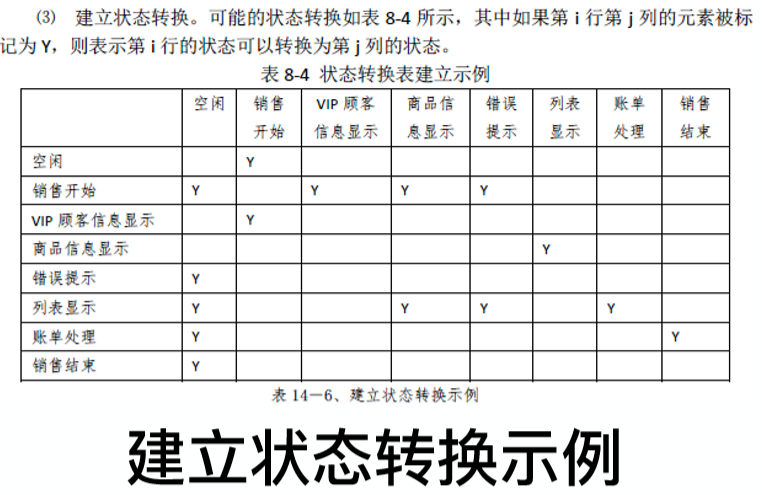 ⑶ 建立状态转换。可能的状态转换如表 8-4 所示，其中如果第 i 行第 j 列的元素被标
记为 Y，则表示第 i 行的状态可以转换为第 j 列的状态。
表 8-4 状态转换表建立示例
空闲 销售开始 VIP 顾客信息显示 商品信息显示 错误提示 列表显示 账单处理 销售结束
空闲 Y
销售开始 Y Y Y Y
VIP 顾客信息显示 Y
商品信息显示 Y
错误提示 Y
列表显示 Y Y Y Y
账单处理 Y Y
销售结束 Y
表 14－6、建立状态转换示例
建立状态转换示例